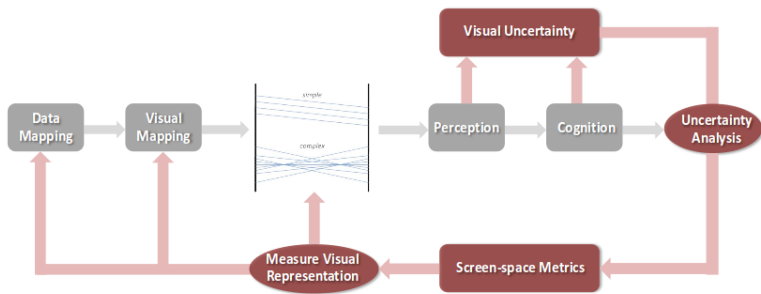 Visual Uncertainty
simple
Data
Mapping
Visual
Mapping
Perception
Cognition
Uncertainty
Analysis
complex
Measure Visual
Representation
Screen-space Metrics